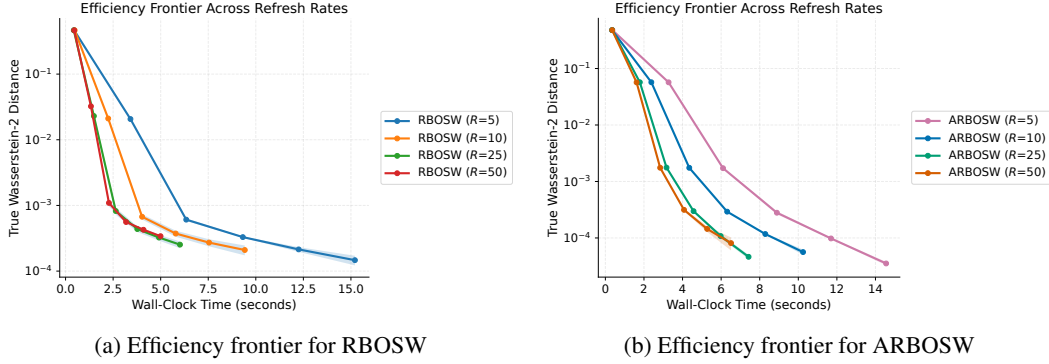 Efficiency Frontier Across Refresh Rates
True Wasserstein-2 Distance
10⁻¹
10⁻²
10⁻³
10⁻⁴
0.0 2.5 5.0 7.5 10.0 12.5 15.0
Wall-Clock Time (seconds)
RBOSW (R=5)
RBOSW (R=10)
RBOSW (R=25)
RBOSW (R=50)
(a) Efficiency frontier for RBOSW
Efficiency Frontier Across Refresh Rates
True Wasserstein-2 Distance
10⁻¹
10⁻²
10⁻³
10⁻⁴
0 2 4 6 8 10 12 14
Wall-Clock Time (seconds)
ARBOSW (R=5)
ARBOSW (R=10)
ARBOSW (R=25)
ARBOSW (R=50)
(b) Efficiency frontier for ARBOSW